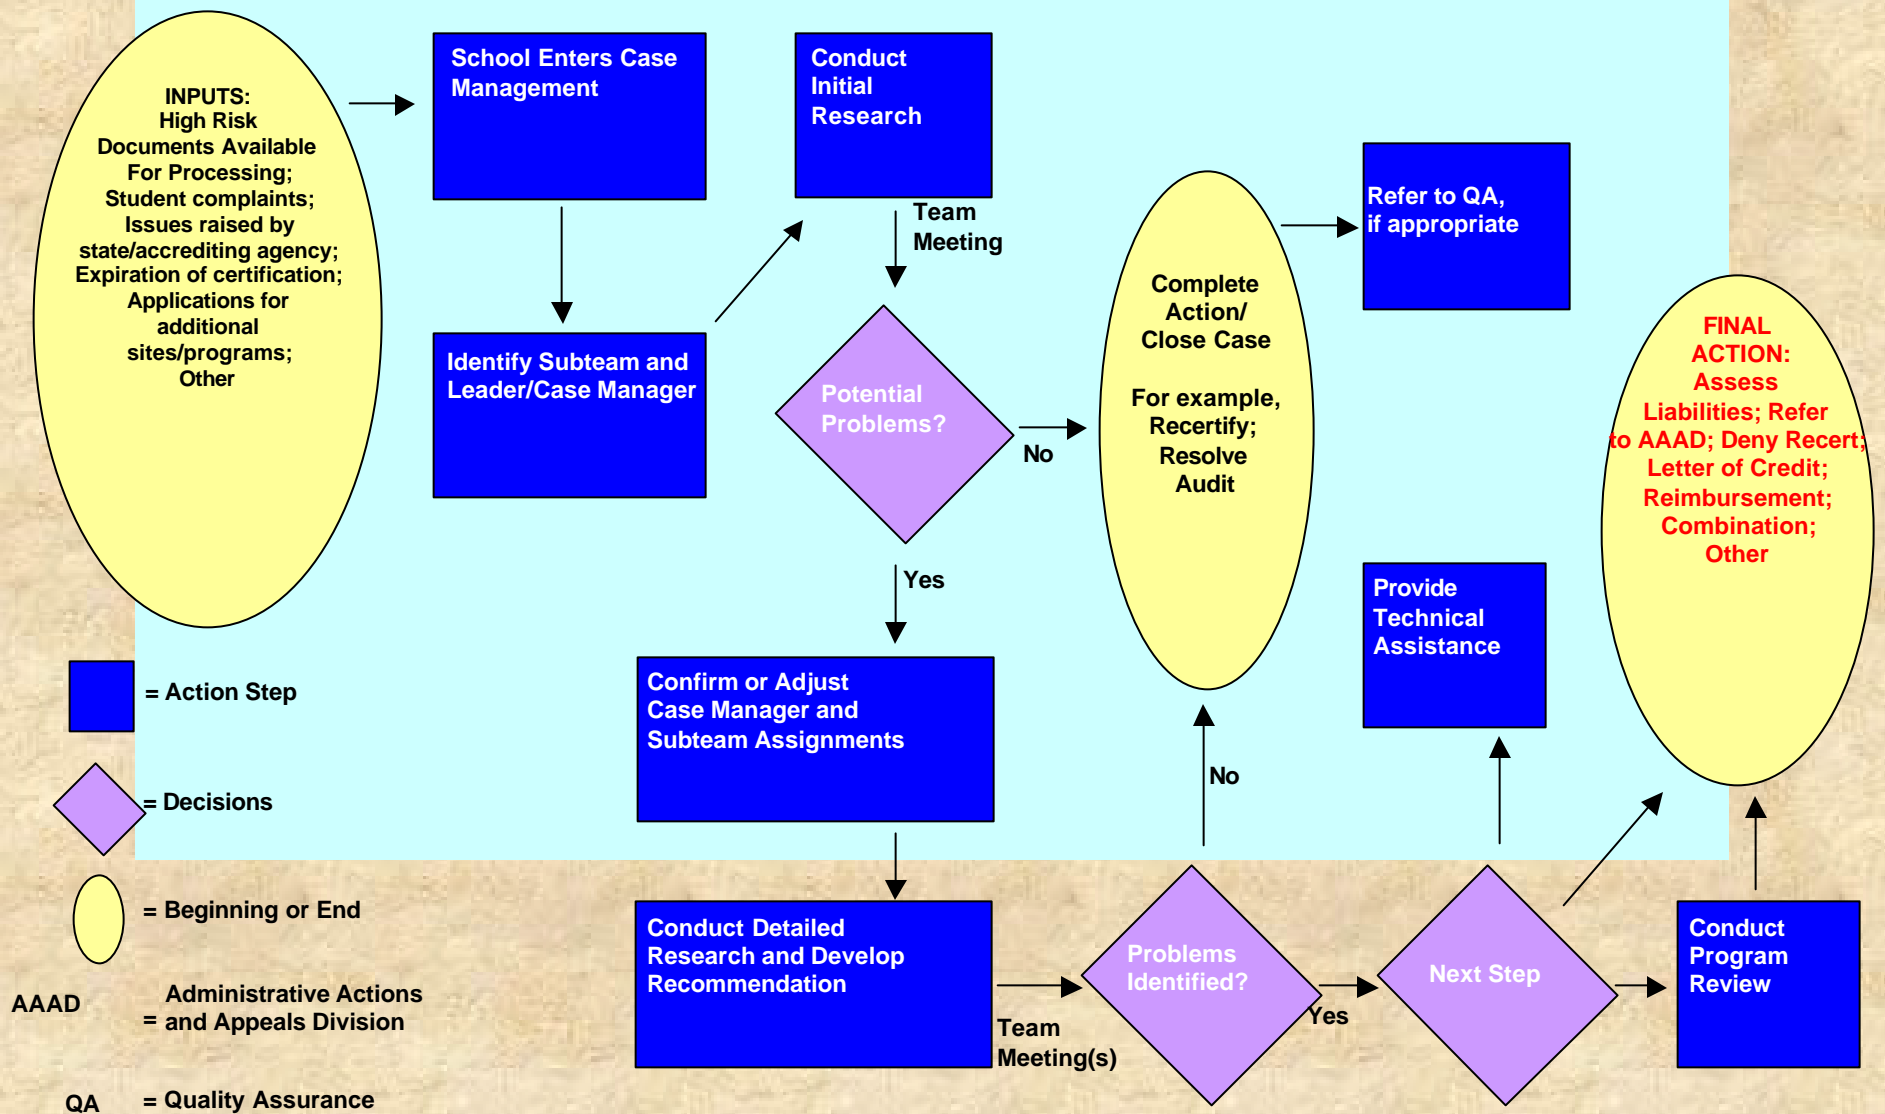 INPUTS:
High Risk
Documents Available
For Processing;
Student complaints;
Issues raised by
state/accrediting agency;
Expiration of certification;
Applications for
additional
sites/programs;
Other
School Enters Case
Management
Identify Subteam and
Leader/Case Manager
Conduct
Initial
Research
Team
Meeting
Potential
Problems?
No
Yes
Complete
Action/
Close Case
For example,
Recertify;
Resolve
Audit
Refer to QA,
if appropriate
Confirm or Adjust
Case Manager and
Subteam Assignments
Conduct Detailed
Research and Develop
Recommendation
Team
Meeting(s)
Problems
Identified?
No
Yes
Next Step
Provide
Technical
Assistance
Conduct
Program
Review
FINAL
ACTION:
Assess
Liabilities; Refer
to AAAD; Deny Recert;
Letter of Credit;
Reimbursement;
Combination;
Other
= Action Step
= Decisions
= Beginning or End
AAAD = Administrative Actions
and Appeals Division
QA = Quality Assurance